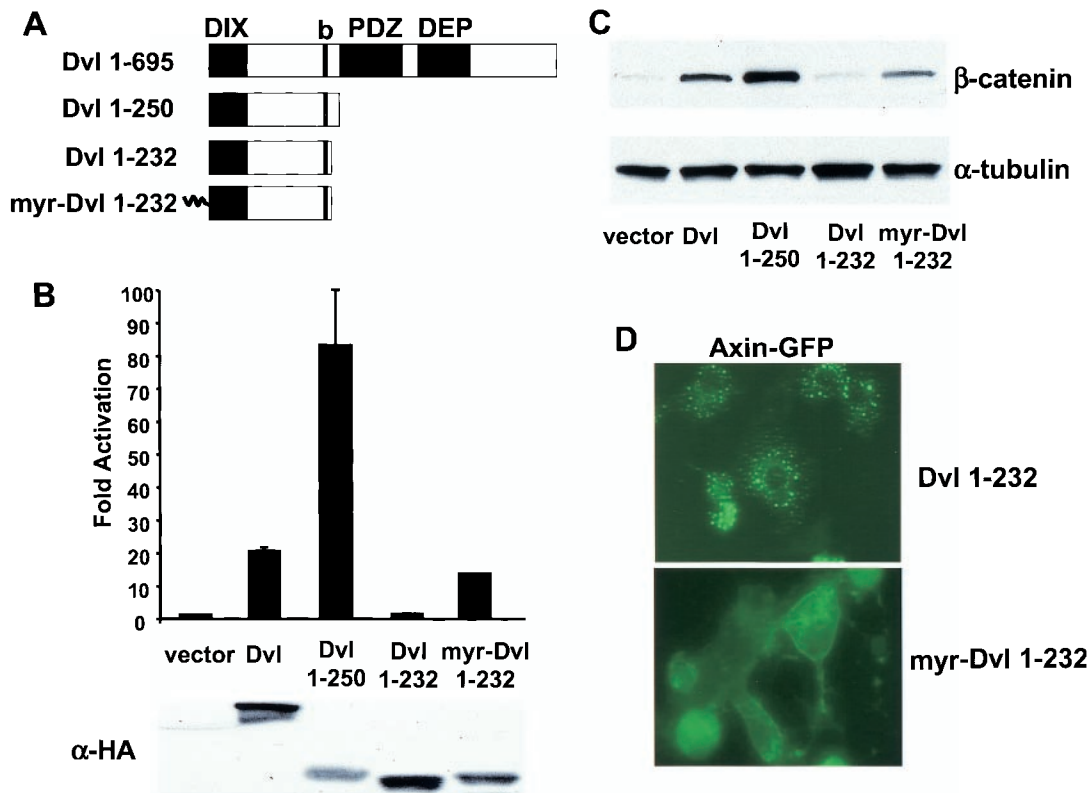 A
DIX b PDZ DEP
Dvl 1-695
Dvl 1-250
Dvl 1-232
myr-Dvl 1-232
B
Fold Activation
100
90
80
70
60
50
40
30
20
10
0
vector Dvl Dvl 1-250 Dvl 1-232 myr-Dvl 1-232
α-HA
C
β-catenin
α-tubulin
vector Dvl Dvl 1-250 Dvl 1-232 myr-Dvl 1-232
D
Axin-GFP
Dvl 1-232
myr-Dvl 1-232